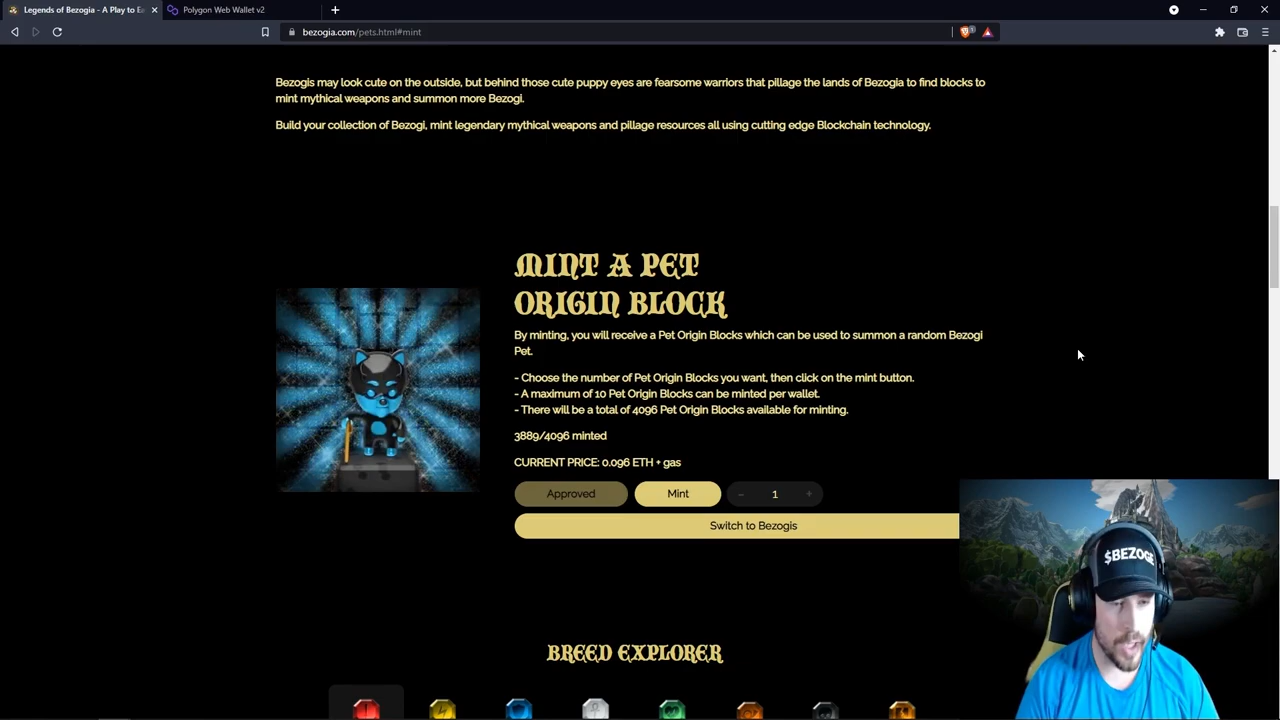 Legends of Bezogia - A Play to Ea
Polygon Web Wallet v2
bezogia.com/pets.html#mint
Bezogis may look cute on the outside, but behind those cute puppy eyes are fearsome warriors that pillage the lands of Bezogia to find blocks to
mint mythical weapons and summon more Bezogi.
Build your collection of Bezogi, mint legendary mythical weapons and pillage resources all using cutting edge Blockchain technology.
MINT A PET
ORIGIN BLOCK
By minting, you will receive a Pet Origin Blocks which can be used to summon a random Bezogi
Pet.
- Choose the number of Pet Origin Blocks you want, then click on the mint button.
- A maximum of 10 Pet Origin Blocks can be minted per wallet.
- There will be a total of 4096 Pet Origin Blocks available for minting.
3889/4096 minted
CURRENT PRICE: 0.096 ETH + gas
Approved Mint - 1 +
Switch to Bezogis
$BEZOGE
BREED EXPLORER